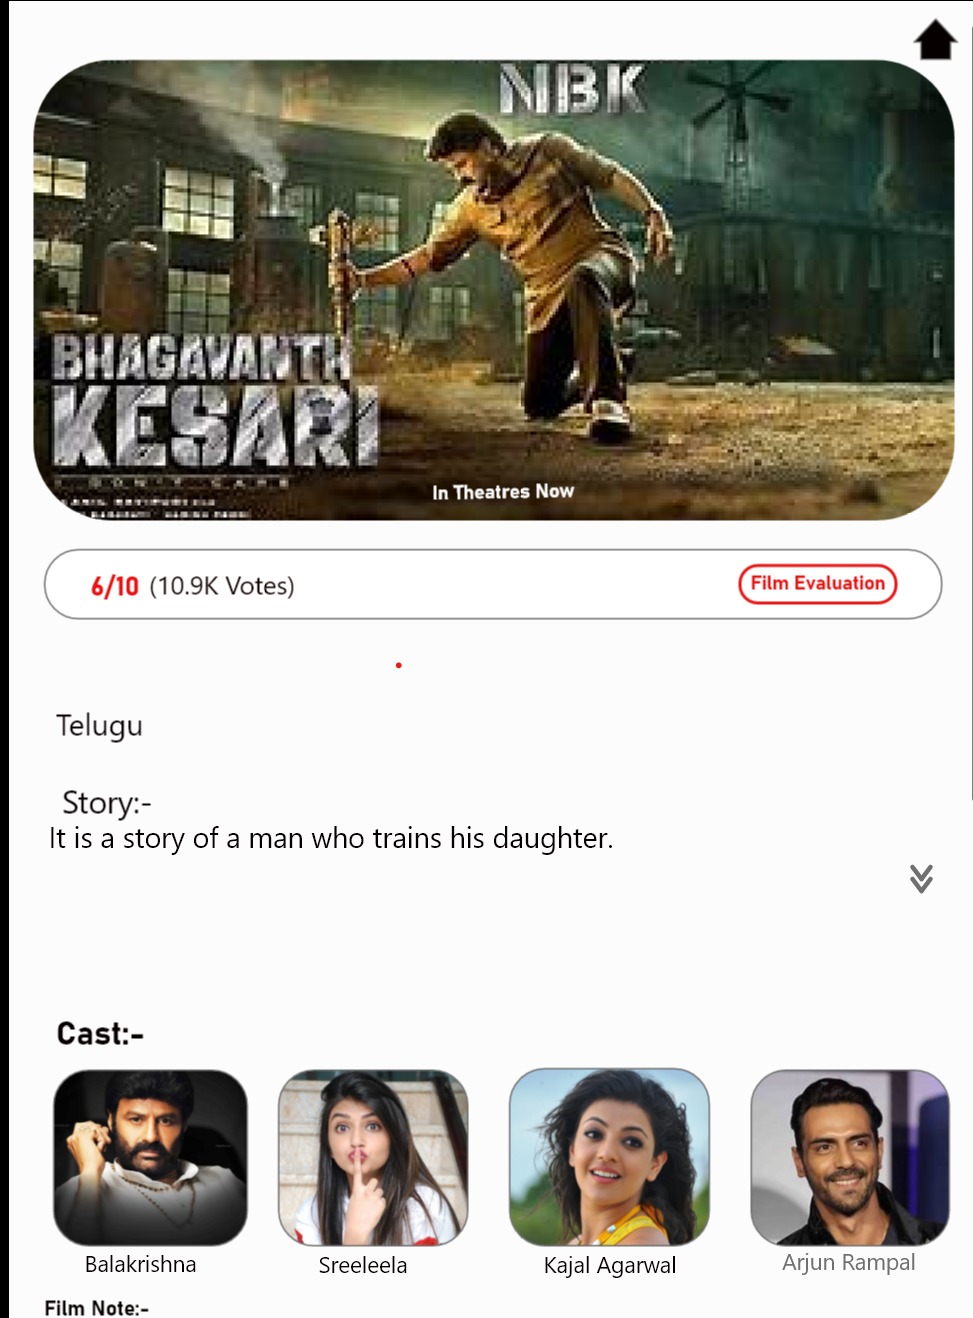 NBK
BHAGAVANTH
KESARI
I DON'T CARE
In Theatres Now
6/10 (10.9K Votes)
Film Evaluation
Telugu
Story:-
It is a story of a man who trains his daughter.
Cast:-
Balakrishna
Sreeleela
Kajal Agarwal
Arjun Rampal
Film Note:-